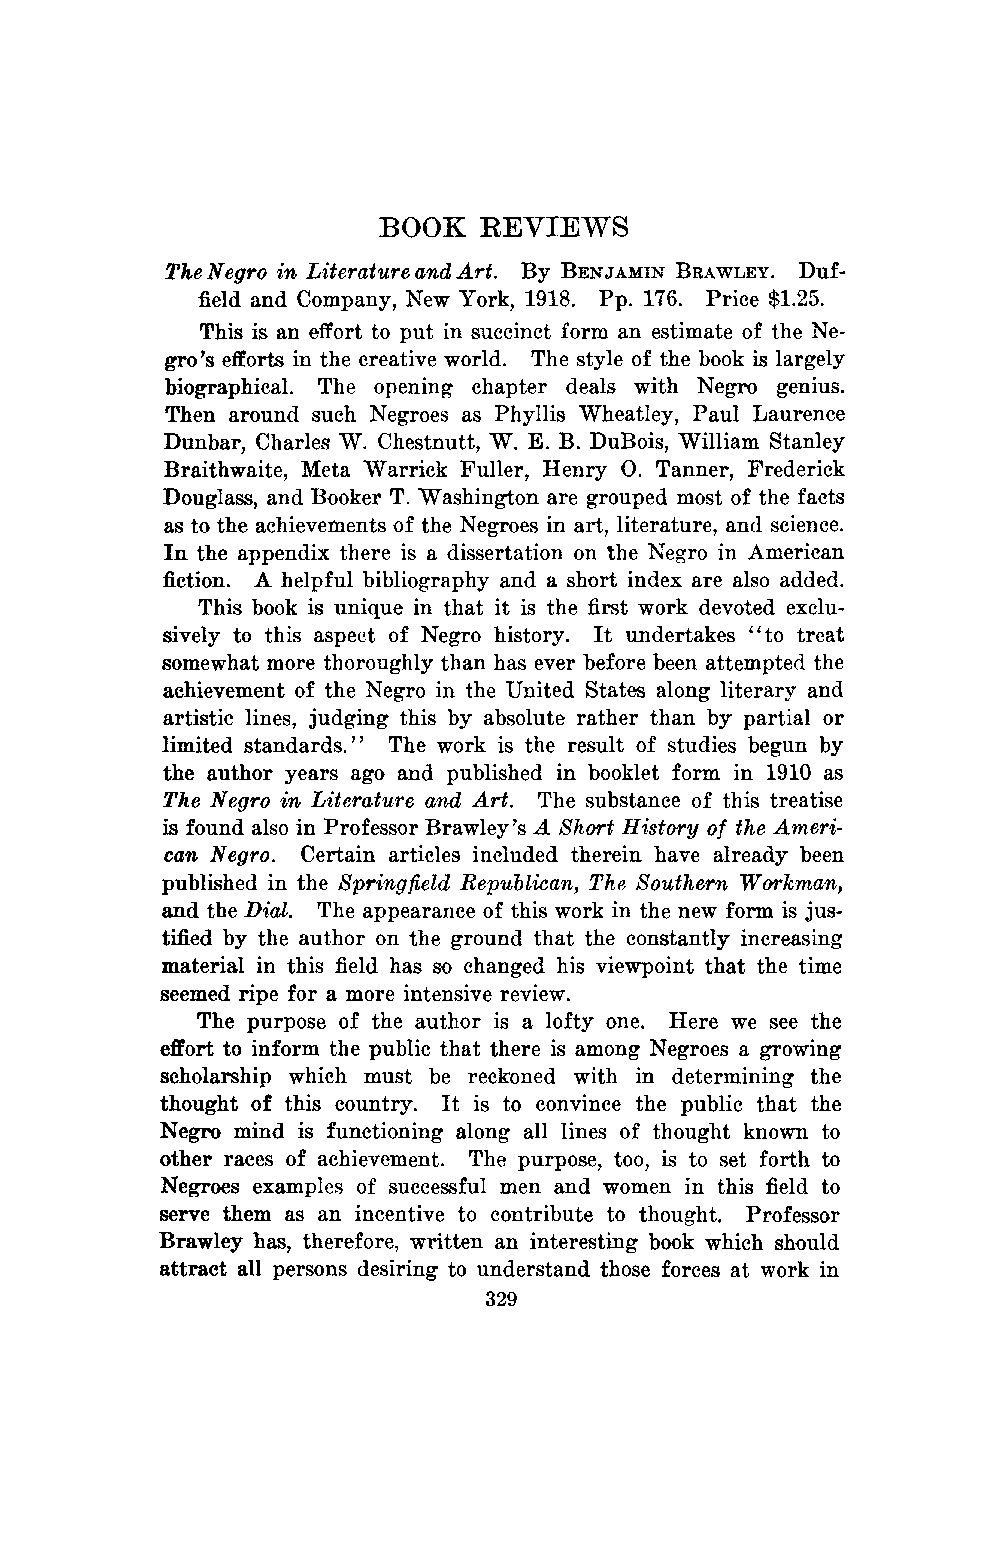 BOOK REVIEWS
The Negro in Literature and Art. By BENJAMIN BRAWLEY. Duf-
field and Company, New York, 1918. Pp. 176. Price $1.25.
This is an effort to put in succinct form an estimate of the Ne-
gro's efforts in the creative world. The style of the book is largely
biographical. The opening chapter deals with Negro genius.
Then around such Negroes as Phyllis Wheatley, Paul Laurence
Dunbar, Charles W. Chestnutt, W. E. B. DuBois, William Stanley
Braithwaite, Meta Warrick Fuller, Henry O. Tanner, Frederick
Douglass, and Booker T. Washington are grouped most of the facts
as to the achievements of the Negroes in art, literature, and science.
In the appendix there is a dissertation on the Negro in American
fiction. A helpful bibliography and a short index are also added.
This book is unique in that it is the first work devoted exclu-
sively to this aspect of Negro history. It undertakes "to treat
somewhat more thoroughly than has ever before been attempted the
achievement of the Negro in the United States along literary and
artistic lines, judging this by absolute rather than by partial or
limited standards." The work is the result of studies begun by
the author years ago and published in booklet form in 1910 as
The Negro in Literature and Art. The substance of this treatise
is found also in Professor Brawley's A Short History of the Ameri-
can Negro. Certain articles included therein have already been
published in the Springfield Republican, The Southern Workman,
and the Dial. The appearance of this work in the new form is jus-
tified by the author on the ground that the constantly increasing
material in this field has so changed his viewpoint that the time
seemed ripe for a more intensive review.
The purpose of the author is a lofty one. Here we see the
effort to inform the public that there is among Negroes a growing
scholarship which must be reckoned with in determining the
thought of this country. It is to convince the public that the
Negro mind is functioning along all lines of thought known to
other races of achievement. The purpose, too, is to set forth to
Negroes examples of successful men and women in this field to
serve them as an incentive to contribute to thought. Professor
Brawley has, therefore, written an interesting book which should
attract all persons desiring to understand those forces at work in
329